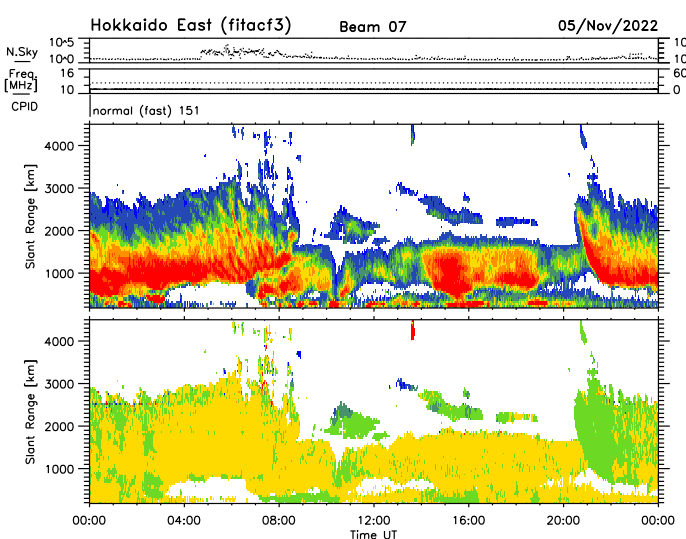 Hokkaido East (fitacf3) Beam 07 05/Nov/2022
N.Sky 10^5 10^0 10 10
Freq. [MHz] 16 10 60 0
CPID normal (fast) 151
Slant Range [km] 4000 3000 2000 1000
Slant Range [km] 4000 3000 2000 1000
00:00 04:00 08:00 12:00 16:00 20:00 00:00
Time UT